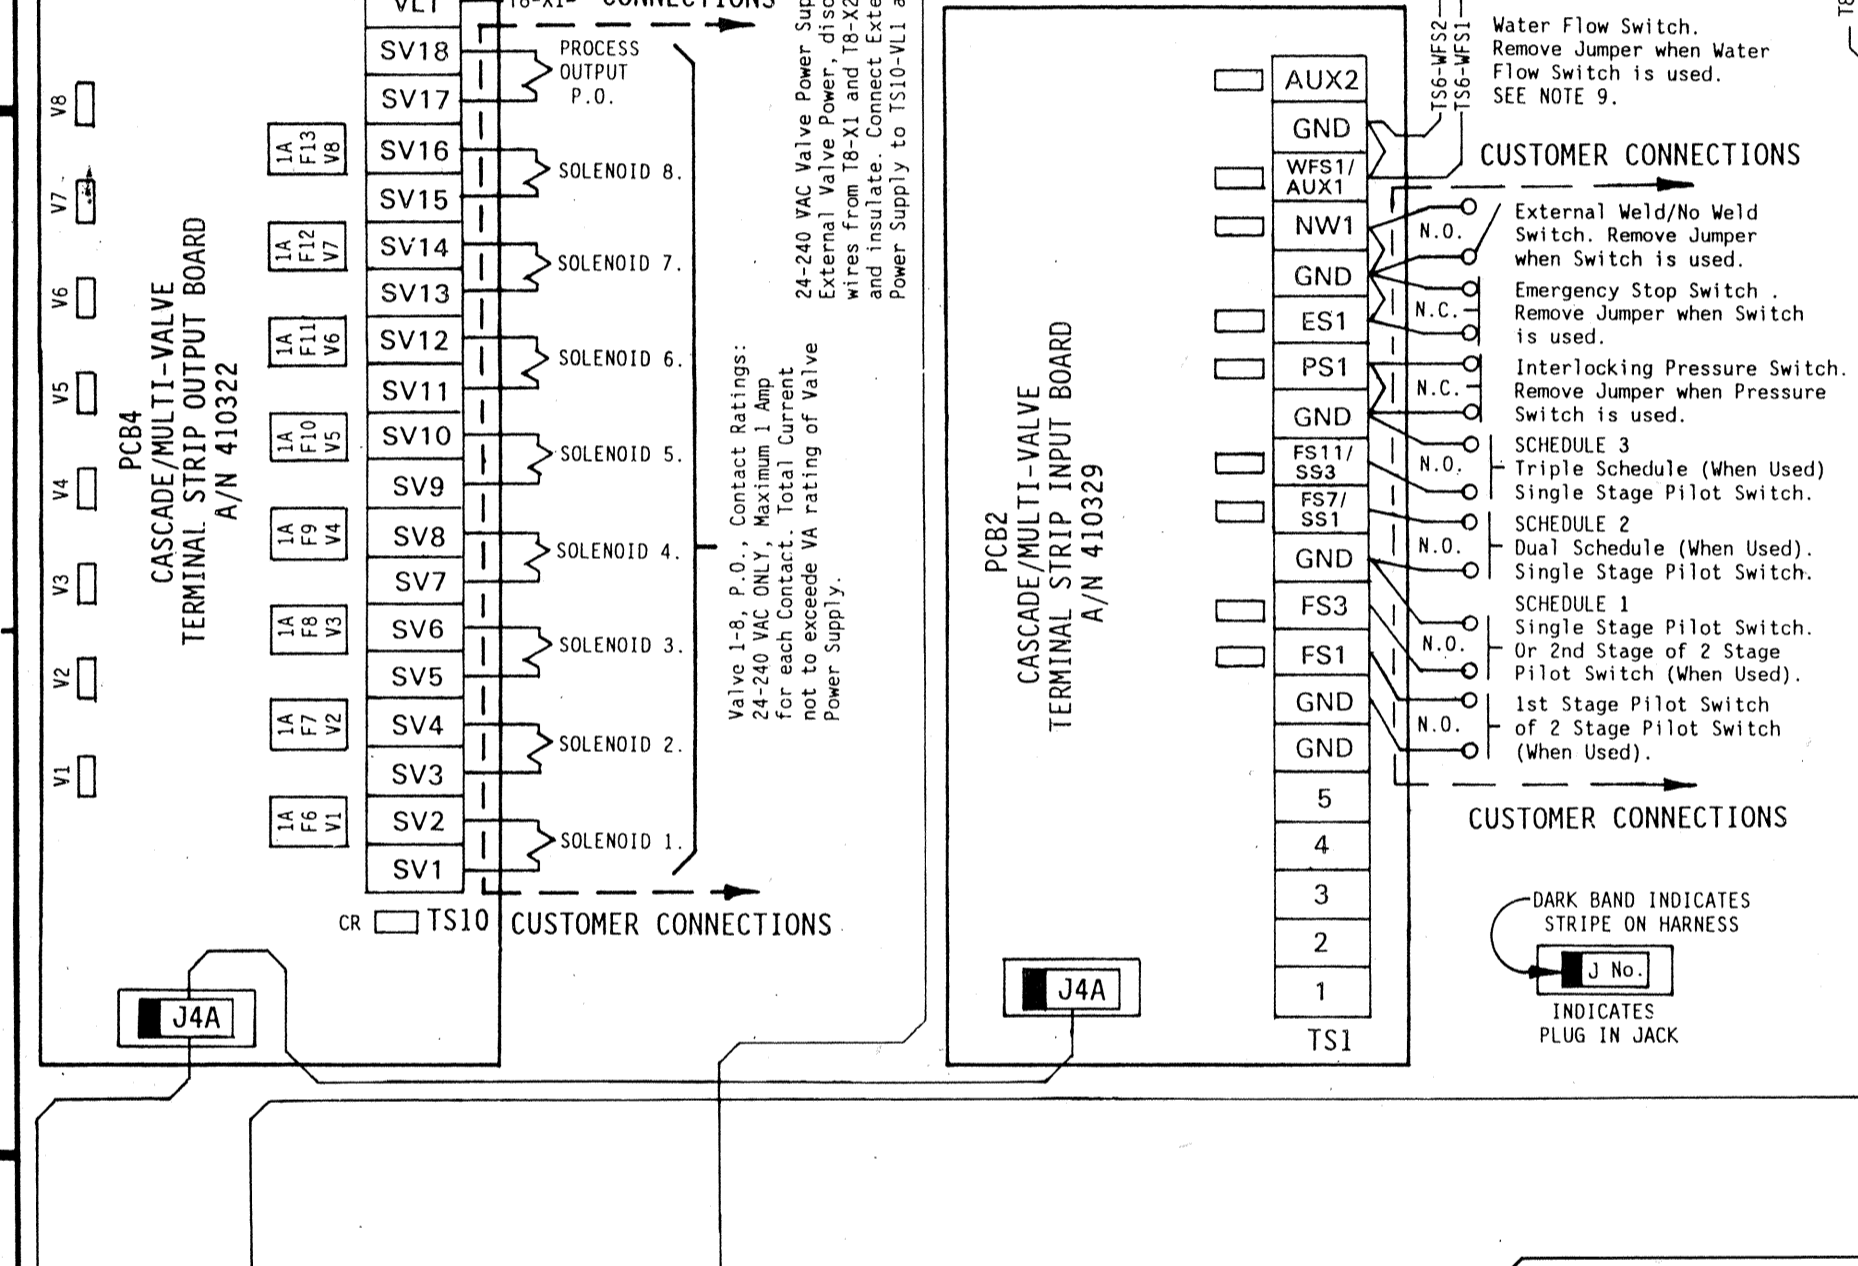 VL1
T8-X1-
CONNECTIONS
SV18
SV17
SV16
SV15
SV14
SV13
SV12
SV11
SV10
SV9
SV8
SV7
SV6
SV5
SV4
SV3
SV2
SV1
CR
TS10
CUSTOMER CONNECTIONS
PROCESS
OUTPUT
P.O.
SOLENOID 8.
SOLENOID 7.
SOLENOID 6.
SOLENOID 5.
SOLENOID 4.
SOLENOID 3.
SOLENOID 2.
SOLENOID 1.
V8
V7
V6
V5
V4
V3
V2
V1
PCB4
CASCADE/MULTI-VALVE
TERMINAL STRIP OUTPUT BOARD
A/N 410322
1A
F13
V8
1A
F12
V7
1A
F11
V6
1A
F10
V5
1A
F9
V4
1A
F8
V3
1A
F7
V2
1A
F6
V1
J4A
24-240 VAC Valve Power Sup
External Valve Power, disc
wires from T8-X1 and T8-X2
and insulate. Connect Exte
Power Supply to TS10-VL1 a
Valve 1-8, P.O., Contact Ratings:
24-240 VAC ONLY, Maximum 1 Amp
for each Contact. Total Current
not to exceede VA rating of Valve
Power Supply.
PCB2
CASCADE/MULTI-VALVE
TERMINAL STRIP INPUT BOARD
A/N 410329
AUX2
GND
WFS1/
AUX1
NW1
GND
ES1
PS1
GND
FS11/
SS3
FS7/
SS1
GND
FS3
FS1
GND
GND
5
4
3
2
1
TS1
J4A
TS6-WFS2
TS6-WFS1
T8
Water Flow Switch.
Remove Jumper when Water
Flow Switch is used.
SEE NOTE 9.
CUSTOMER CONNECTIONS
N.O.
External Weld/No Weld
Switch. Remove Jumper
when Switch is used.
N.C.
Emergency Stop Switch .
Remove Jumper when Switch
is used.
N.C.
Interlocking Pressure Switch.
Remove Jumper when Pressure
Switch is used.
N.O.
SCHEDULE 3
Triple Schedule (When Used)
Single Stage Pilot Switch.
N.O.
SCHEDULE 2
Dual Schedule (When Used).
Single Stage Pilot Switch.
N.O.
SCHEDULE 1
Single Stage Pilot Switch.
Or 2nd Stage of 2 Stage
Pilot Switch (When Used).
N.O.
1st Stage Pilot Switch
of 2 Stage Pilot Switch
(When Used).
CUSTOMER CONNECTIONS
DARK BAND INDICATES
STRIPE ON HARNESS
J No.
INDICATES
PLUG IN JACK